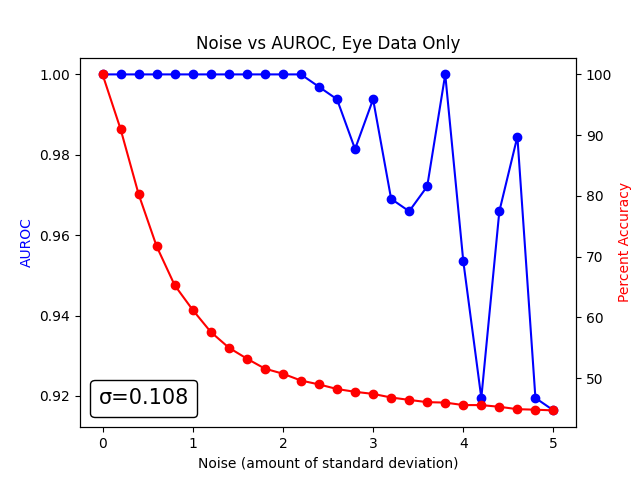 Noise vs AUROC, Eye Data Only
1.00
0.98
0.96
0.94
0.92
AUROC
100
90
80
70
60
50
Percent Accuracy
σ=0.108
0 1 2 3 4 5
Noise (amount of standard deviation)